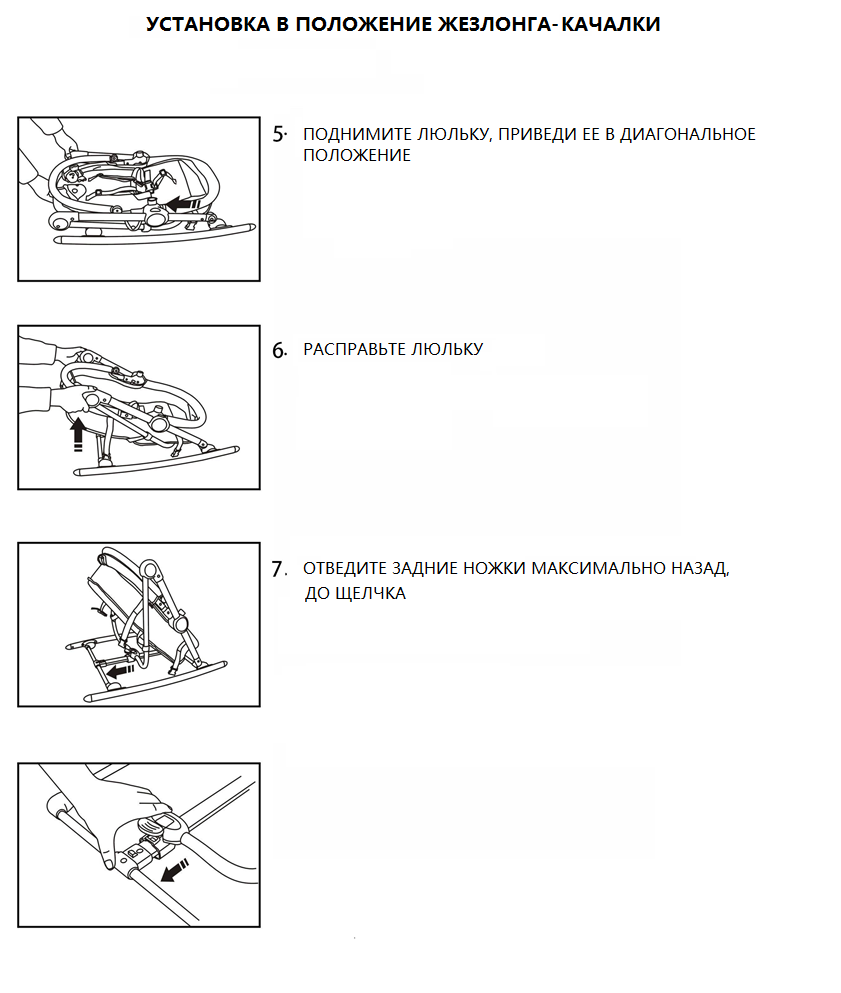 УСТАНОВКА В ПОЛОЖЕНИЕ ЖЕЗЛОНГА-КАЧАЛКИ
5. ПОДНИМИТЕ ЛЮЛЬКУ, ПРИВЕДИ ЕЕ В ДИАГОНАЛЬНОЕ
ПОЛОЖЕНИЕ
6. РАСПРАВЬТЕ ЛЮЛЬКУ
7. ОТВЕДИТЕ ЗАДНИЕ НОЖКИ МАКСИМАЛЬНО НАЗАД,
ДО ЩЕЛЧКА